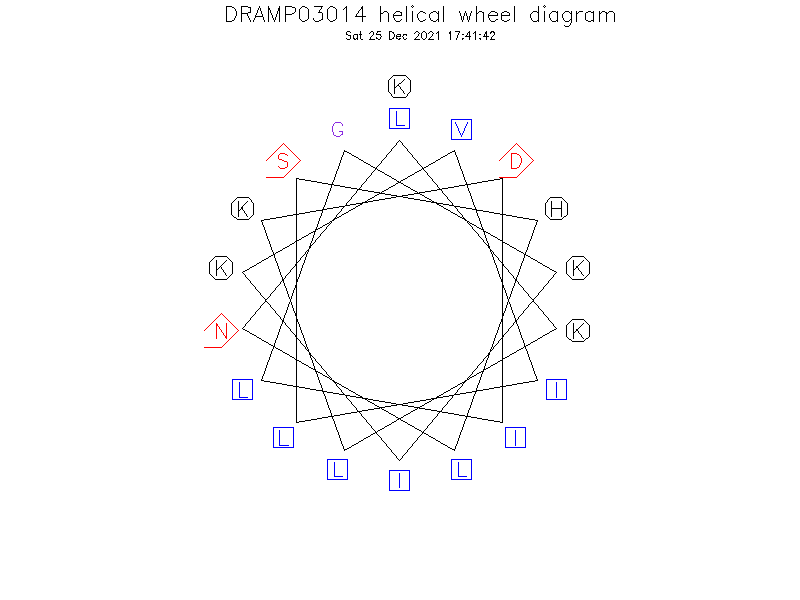 DRAMP03014 helical wheel diagram
Sat 25 Dec 2021 17:41:42
K
L
G V
S D
K H
K K
N K
L I
L I
L L
I